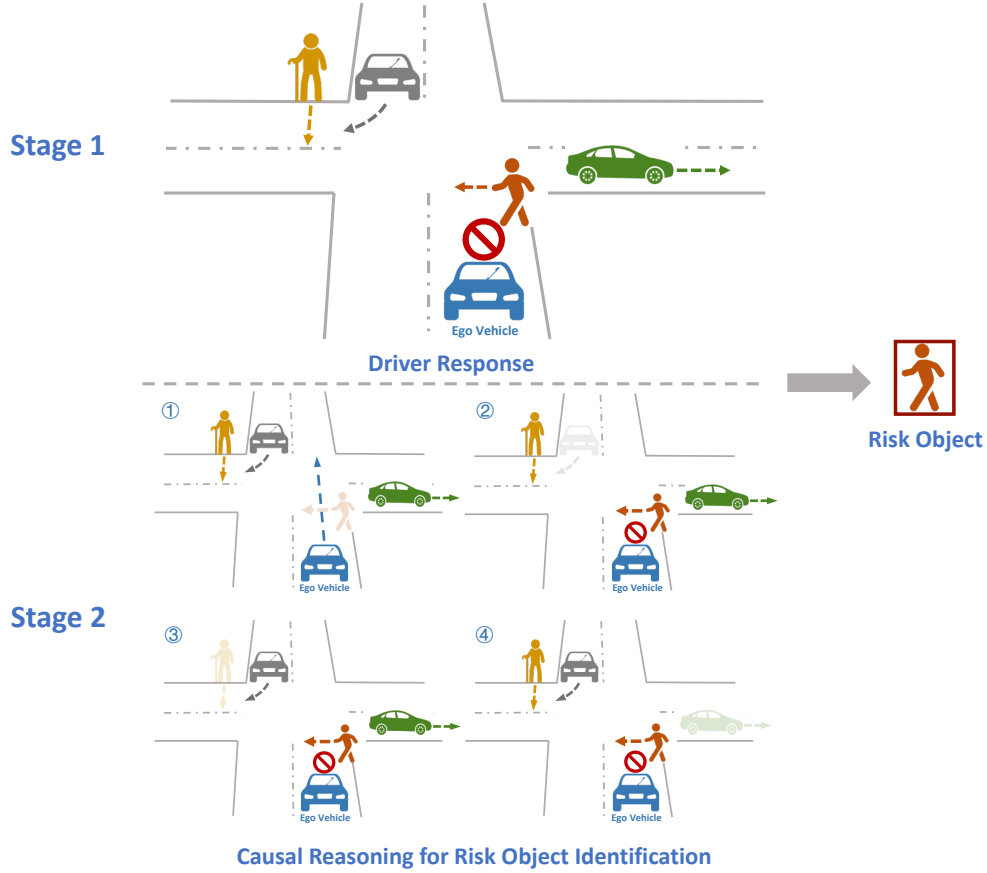 Stage 1
Ego Vehicle
Driver Response
Risk Object
①
②
Ego Vehicle
Ego Vehicle
Stage 2
③
④
Ego Vehicle
Ego Vehicle
Causal Reasoning for Risk Object Identification